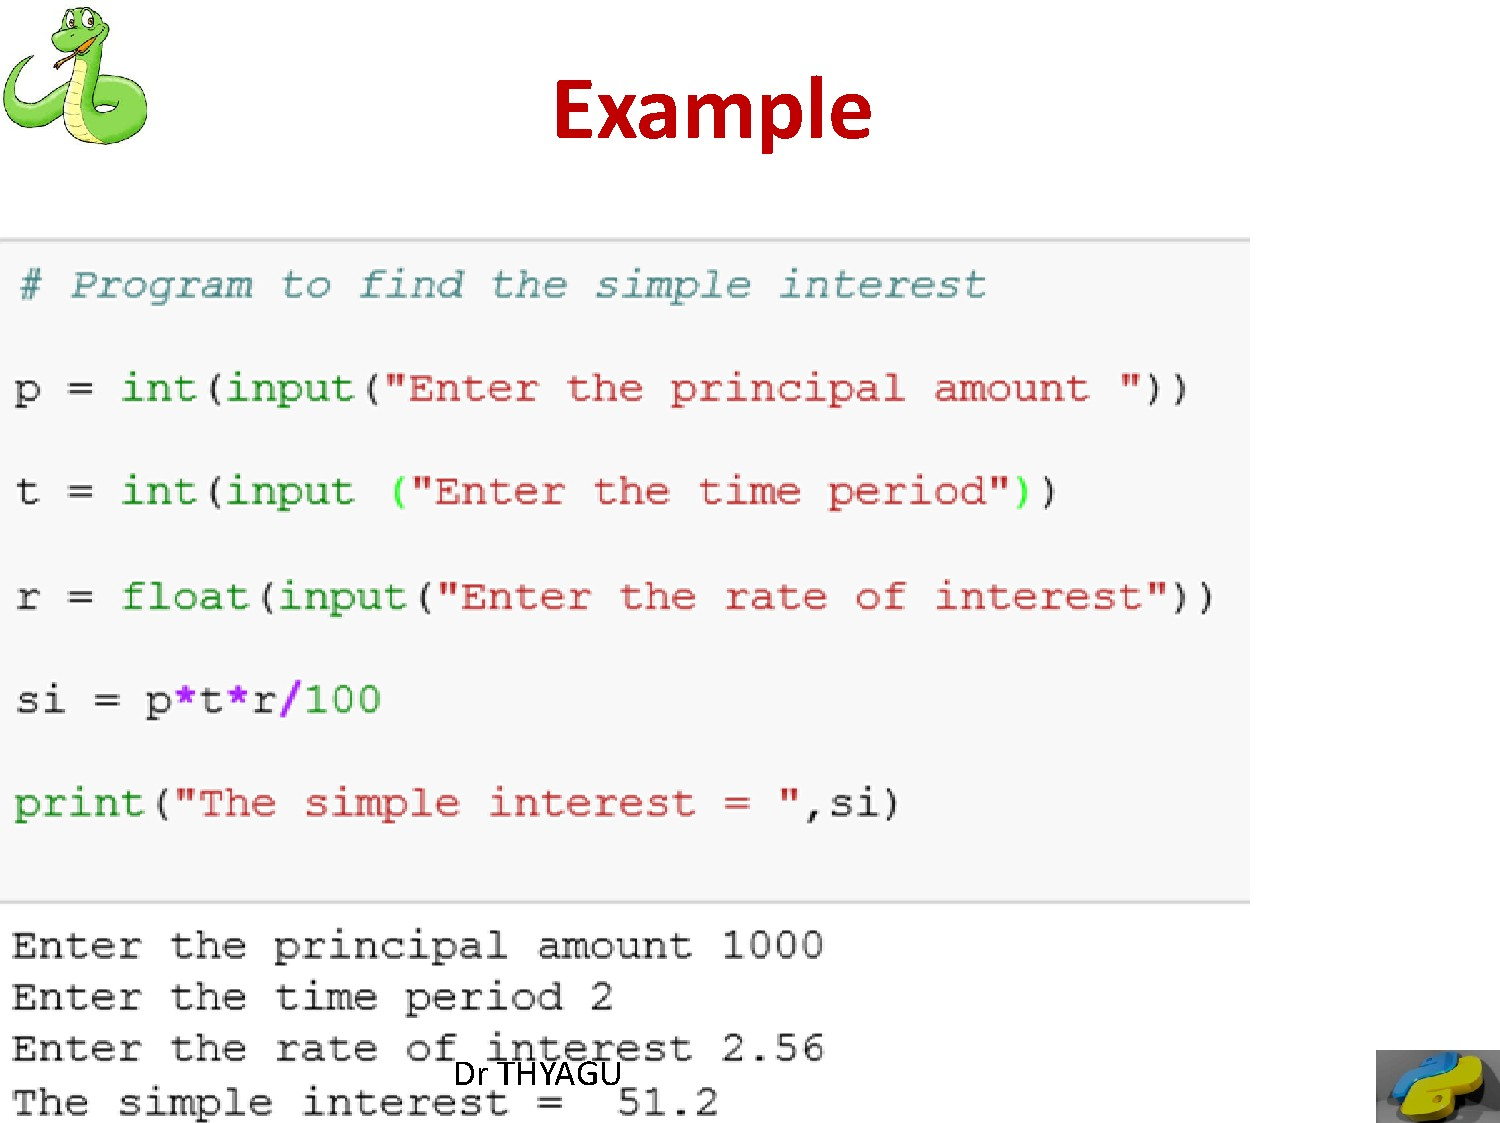 Example
# Program to find the simple interest
p = int(input("Enter the principal amount "))
t = int(input ("Enter the time period"))
r = float(input("Enter the rate of interest"))
si = p*t*r/100
print("The simple interest = ",si)
Enter the principal amount 1000
Enter the time period 2
Enter the rate of interest 2.56
Dr THYAGU
The simple interest =  51.2